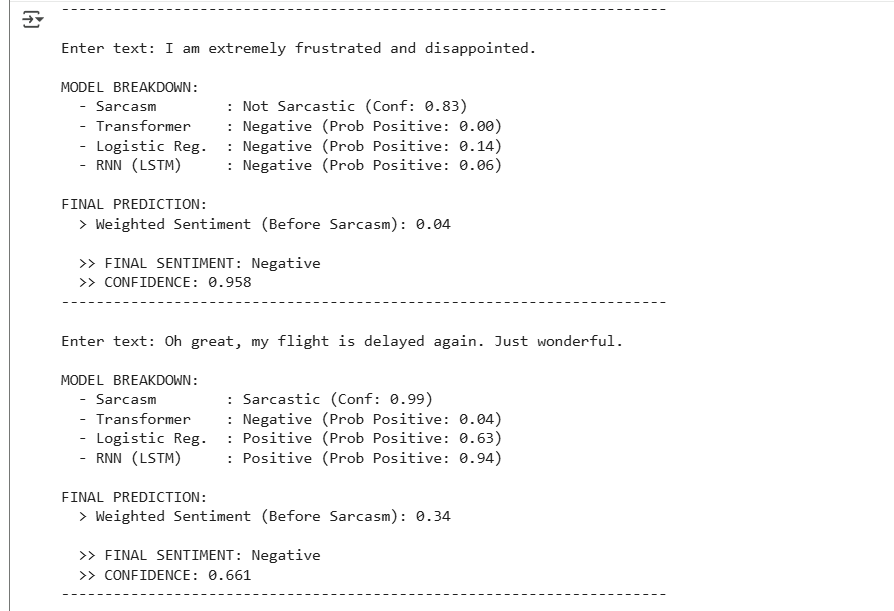 ----------------------------------------------------------------------
Enter text: I am extremely frustrated and disappointed.
MODEL BREAKDOWN:
  - Sarcasm        : Not Sarcastic (Conf: 0.83)
  - Transformer    : Negative (Prob Positive: 0.00)
  - Logistic Reg.  : Negative (Prob Positive: 0.14)
  - RNN (LSTM)     : Negative (Prob Positive: 0.06)
FINAL PREDICTION:
  > Weighted Sentiment (Before Sarcasm): 0.04
  >> FINAL SENTIMENT: Negative
  >> CONFIDENCE: 0.958
----------------------------------------------------------------------
Enter text: Oh great, my flight is delayed again. Just wonderful.
MODEL BREAKDOWN:
  - Sarcasm        : Sarcastic (Conf: 0.99)
  - Transformer    : Negative (Prob Positive: 0.04)
  - Logistic Reg.  : Positive (Prob Positive: 0.63)
  - RNN (LSTM)     : Positive (Prob Positive: 0.94)
FINAL PREDICTION:
  > Weighted Sentiment (Before Sarcasm): 0.34
  >> FINAL SENTIMENT: Negative
  >> CONFIDENCE: 0.661
----------------------------------------------------------------------